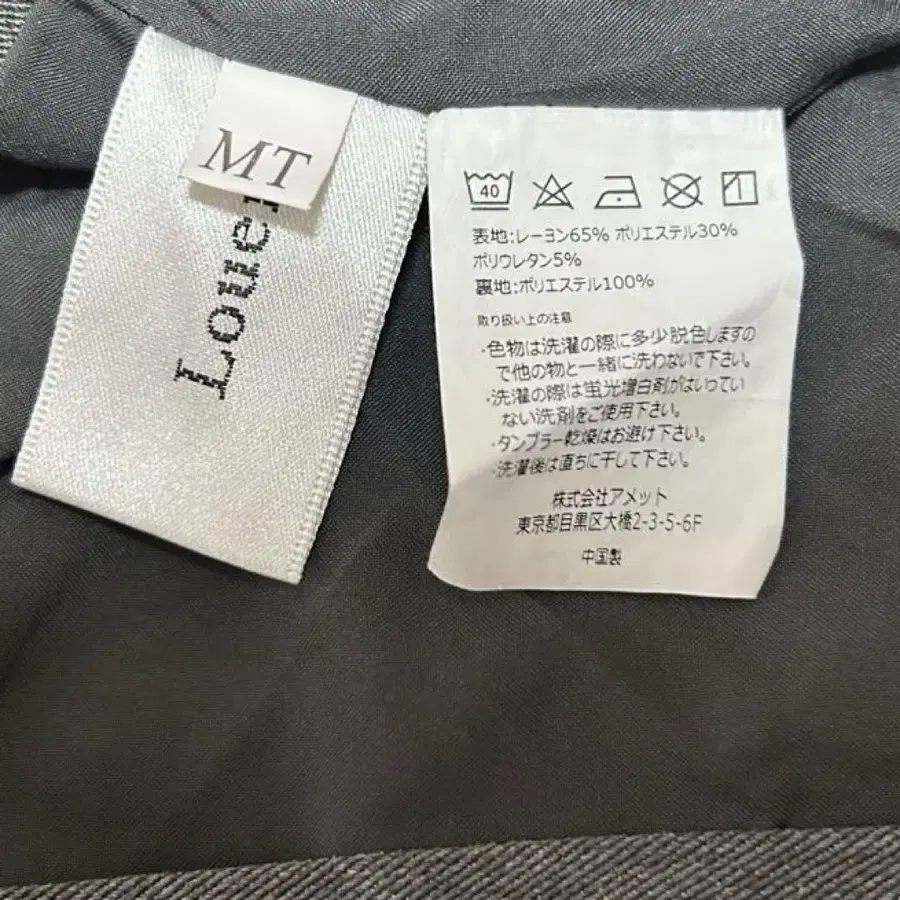 MT
Loue
40
表地:レーヨン65% ポリエステル30%
ポリウレタン5%
裏地:ポリエステル100%
取り扱い上の注意
・色物は洗濯の際に多少脱色しますの
で他の物と一緒に洗わないで下さい。
・洗濯の際は蛍光増白剤がはいってい
ない洗剤をご使用下さい。
・タンブラー乾燥はお避け下さい。
・洗濯後は直ちに干して下さい。
株式会社アメット
東京都目黒区大橋2-3-5-6F
中国製